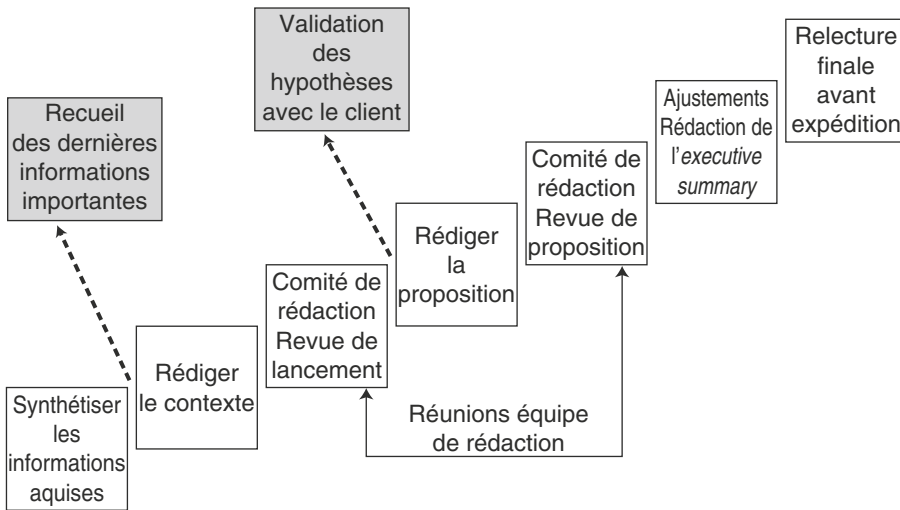 Validation
des
hypothèses
avec le client
Relecture
finale
avant
expédition
Recueil
des dernières
informations
importantes
Ajustements
Rédaction de
l'executive
summary
Comité de
rédaction
Revue de
proposition
Rédiger
la
proposition
Comité de
rédaction
Revue de
lancement
Rédiger
le contexte
Synthétiser
les
informations
aquises
Réunions équipe
de rédaction